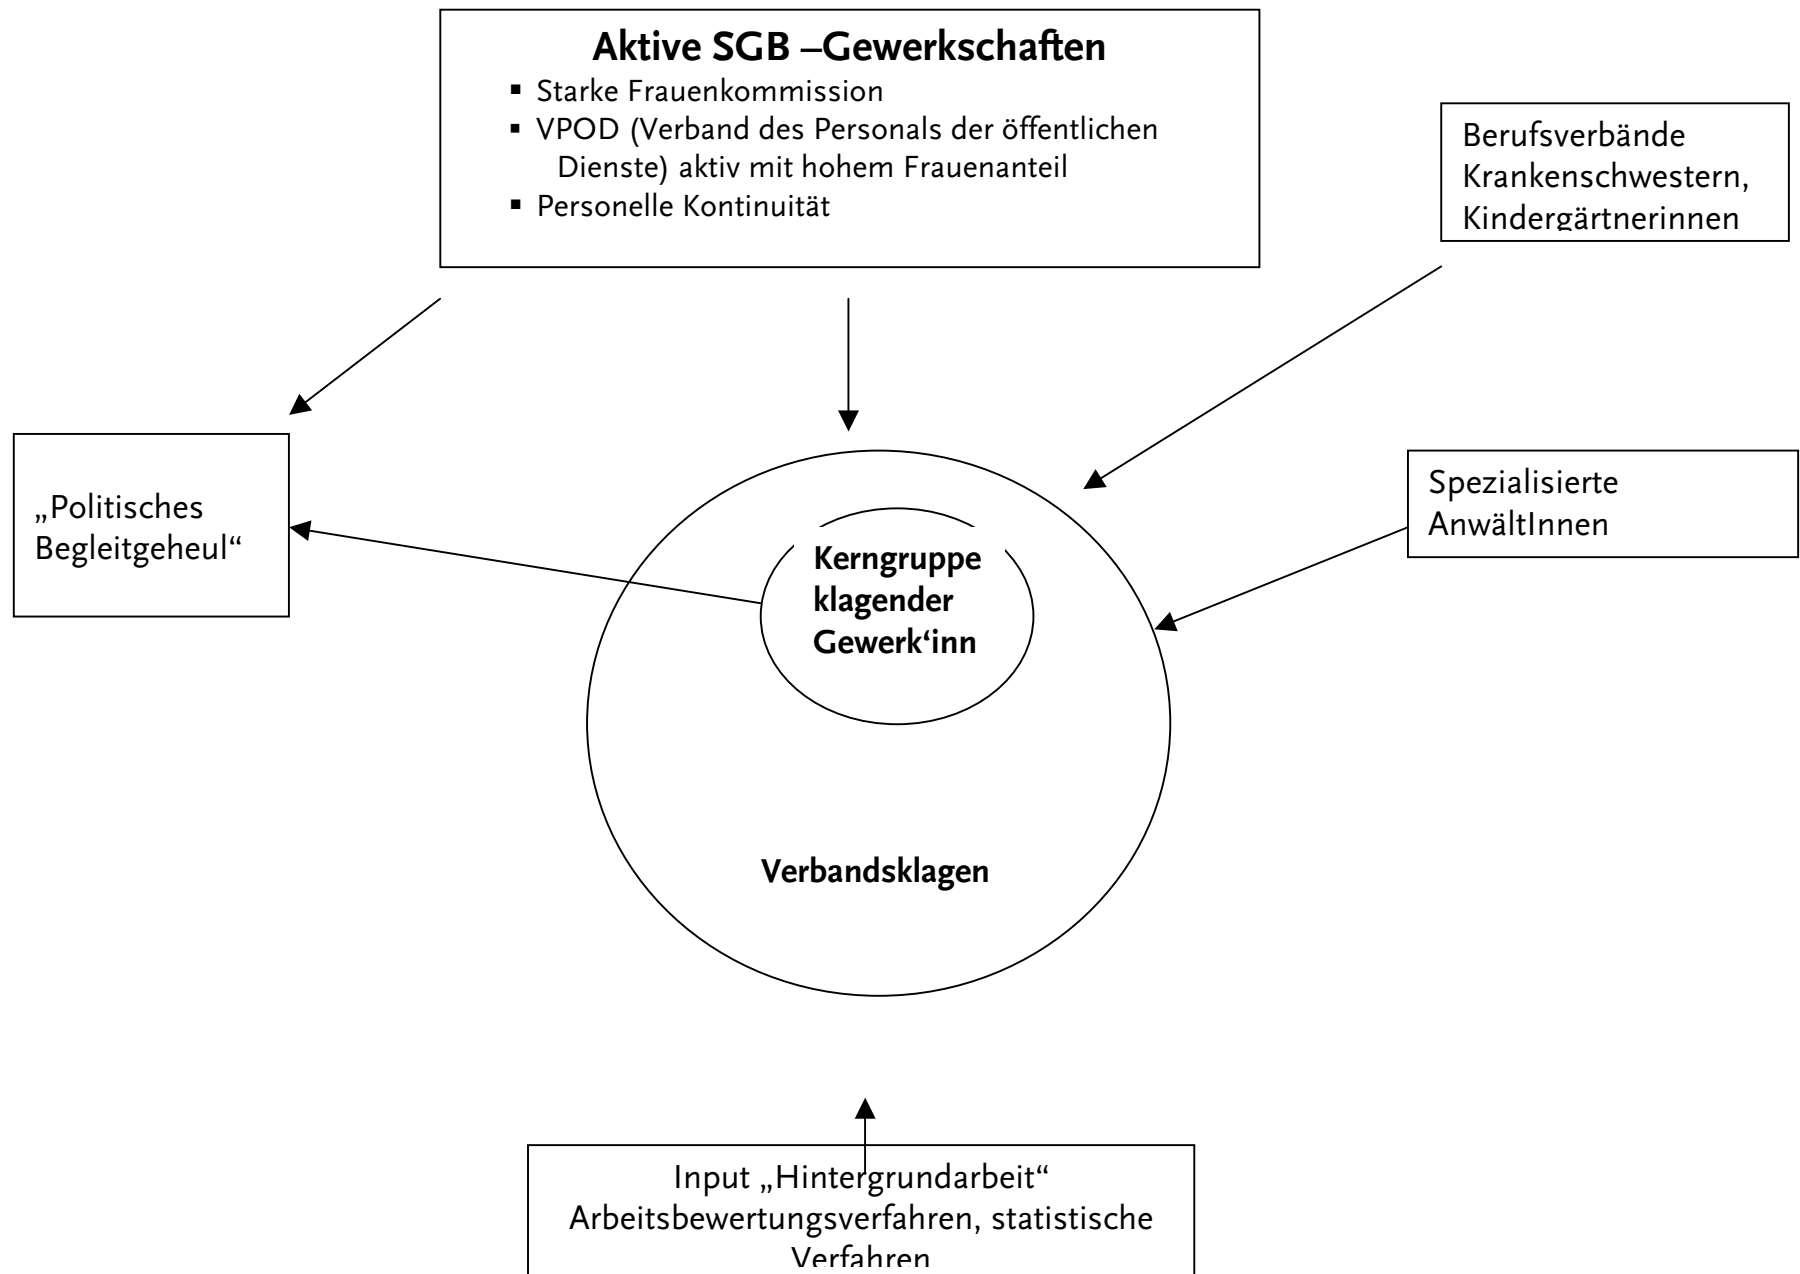 Aktive SGB –Gewerkschaften
▪ Starke Frauenkommission
▪ VPOD (Verband des Personals der öffentlichen
Dienste) aktiv mit hohem Frauenanteil
▪ Personelle Kontinuität
Berufsverbände
Krankenschwestern,
Kindergärtnerinnen
„Politisches
Begleitgeheul“
Spezialisierte
AnwältInnen
Kerngruppe
klagender
Gewerk‘inn
Verbandsklagen
Input „Hintergrundarbeit“
Arbeitsbewertungsverfahren, statistische
Verfahren